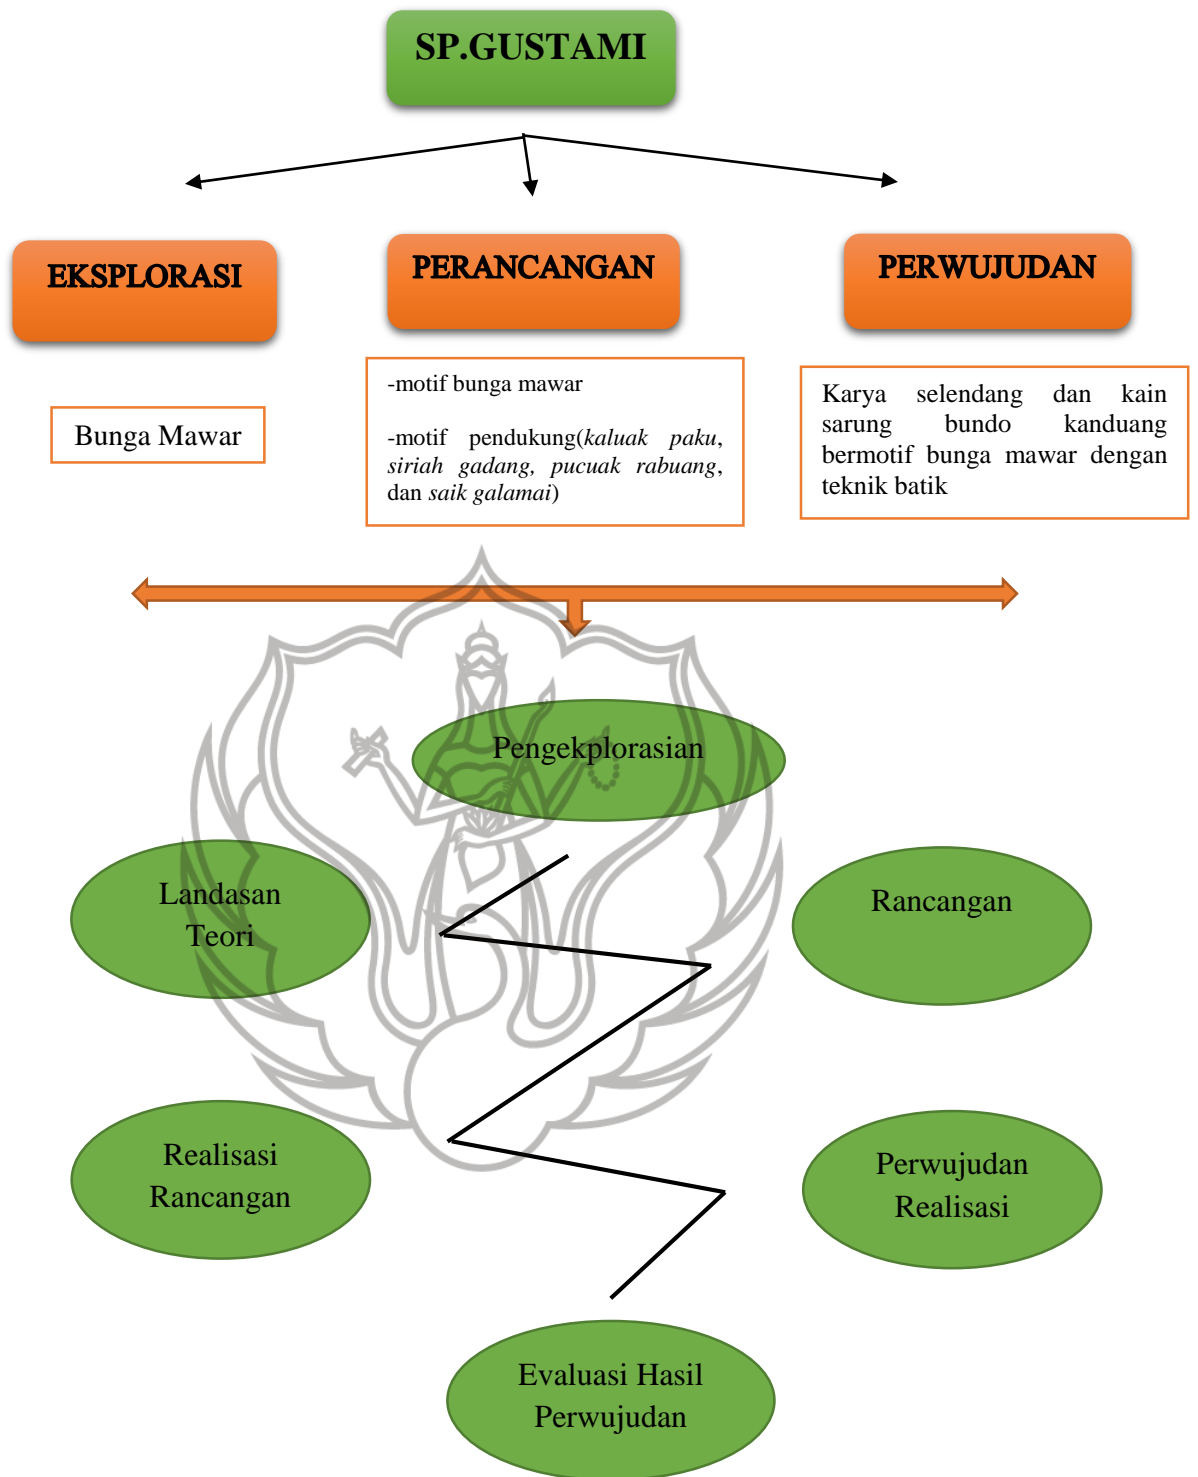 SP.GUSTAMI
EKSPLORASI
PERANCANGAN
PERWUJUDAN
Bunga Mawar
-motif bunga mawar
-motif pendukung(kaluak paku,
siriah gadang, pucuak rabuang,
dan saik galamai)
Karya selendang dan kain
sarung bundo kanduang
bermotif bunga mawar dengan
teknik batik
Pengekplorasian
Landasan
Teori
Rancangan
Realisasi
Rancangan
Perwujudan
Realisasi
Evaluasi Hasil
Perwujudan